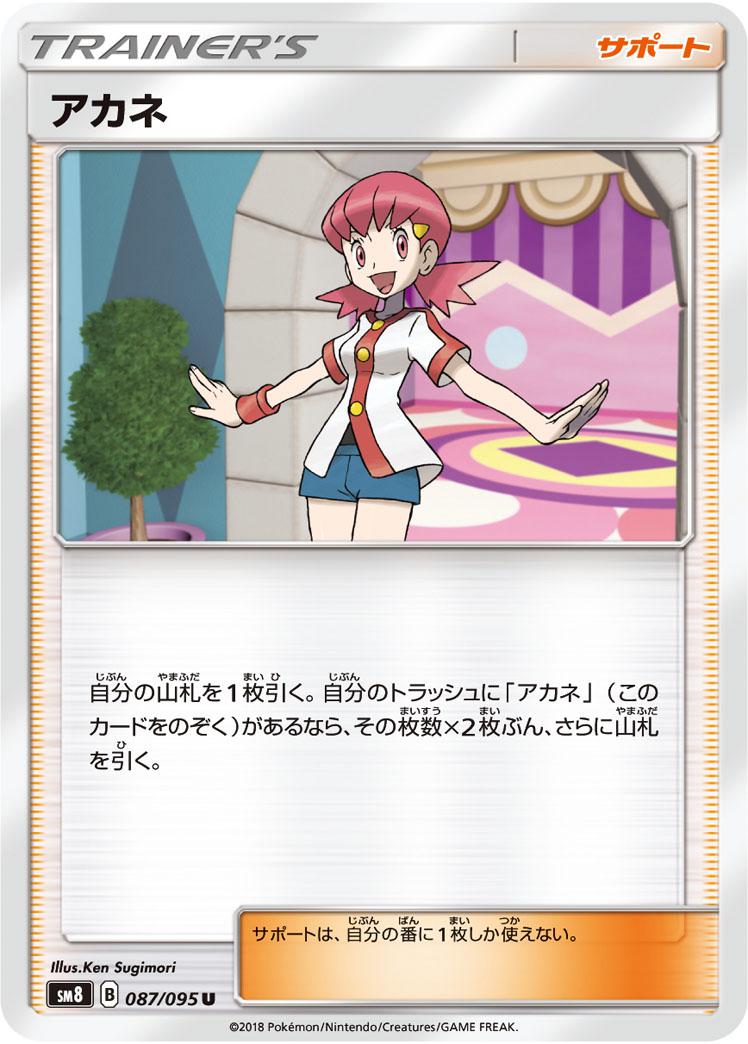 TRAINER'S サポート
アカネ
自分の山札を1枚引く。自分のトラッシュに「アカネ」（この
カードをのぞく）があるなら、その枚数×2枚ぶん、さらに山札
を引く。
サポートは、自分の番に1枚しか使えない。
Illus.Ken Sugimori
SM8 B 087/095 U
©2018 Pokémon/Nintendo/Creatures/GAME FREAK.